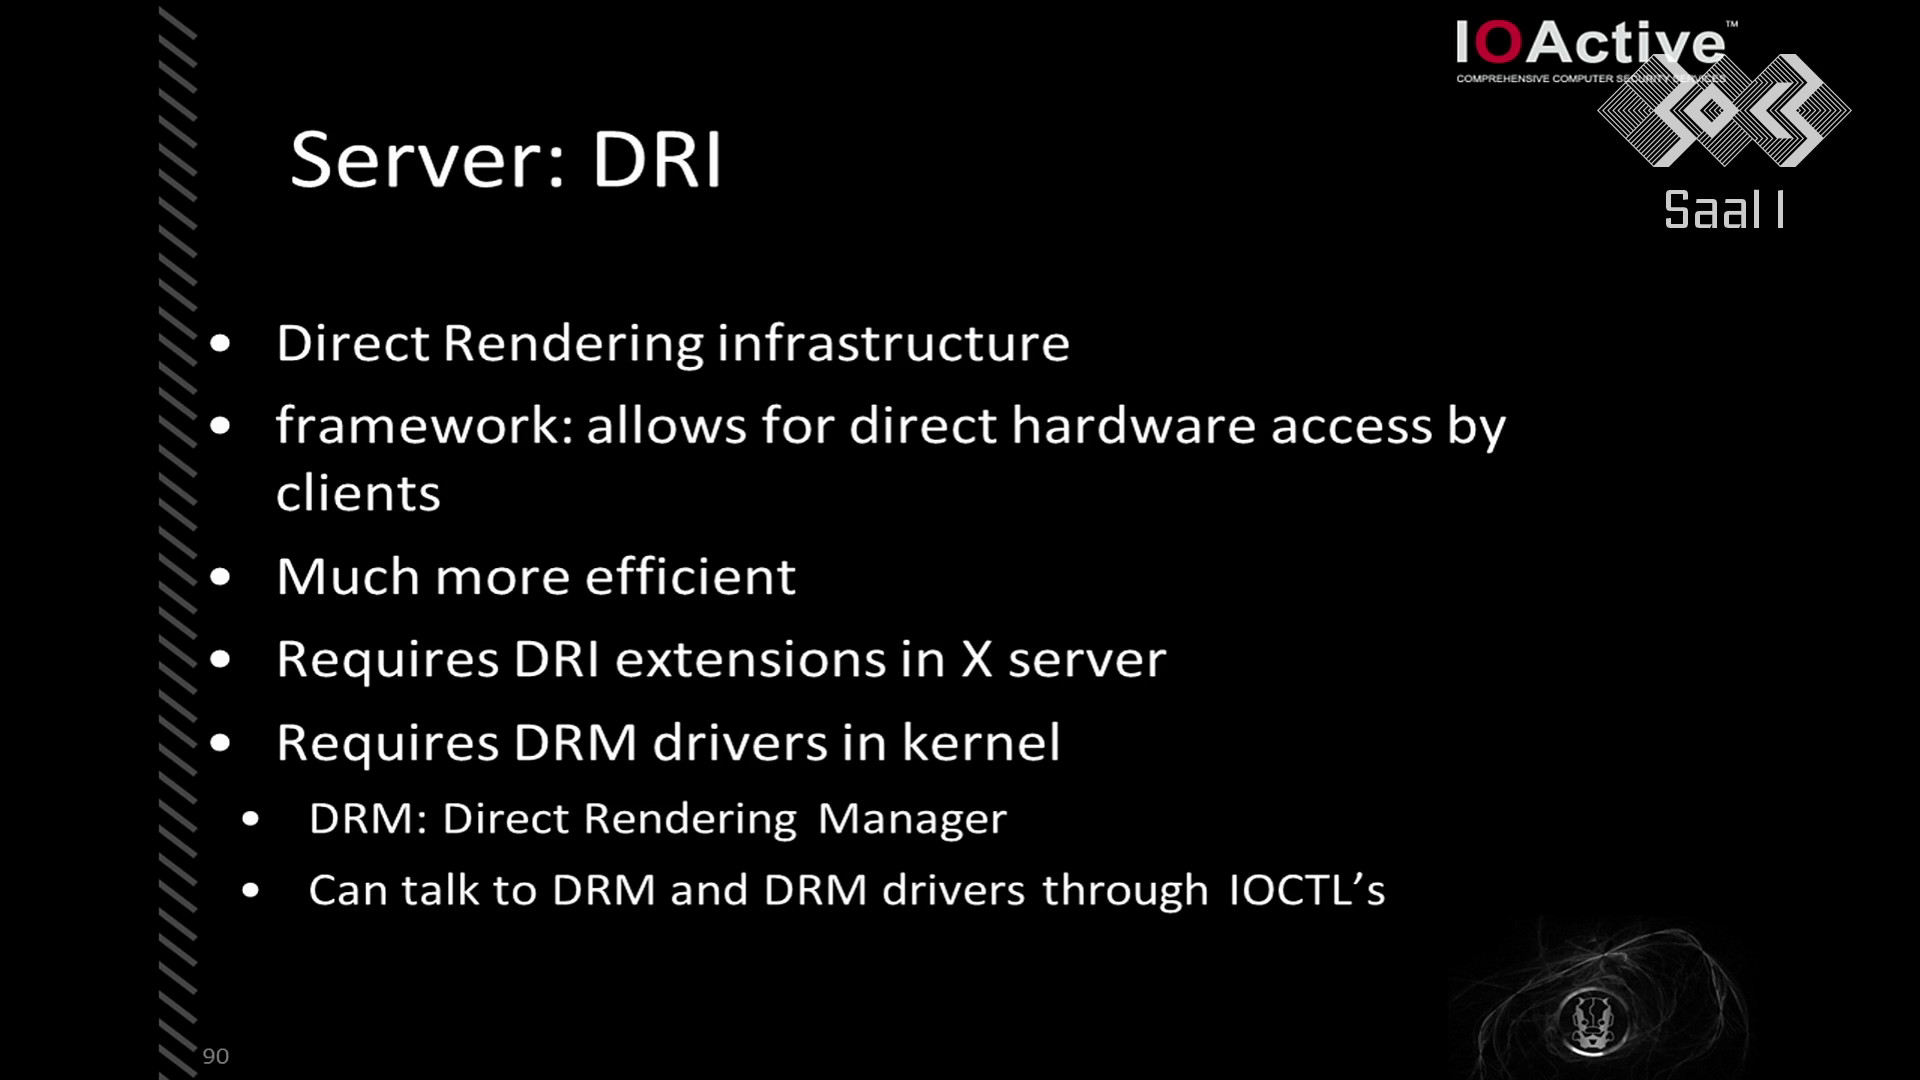 IOActive™
COMPREHENSIVE COMPUTER SECURITY SERVICES
Saal 1
Server: DRI
• Direct Rendering infrastructure
• framework: allows for direct hardware access by
clients
• Much more efficient
• Requires DRI extensions in X server
• Requires DRM drivers in kernel
• DRM: Direct Rendering Manager
• Can talk to DRM and DRM drivers through IOCTL’s
90